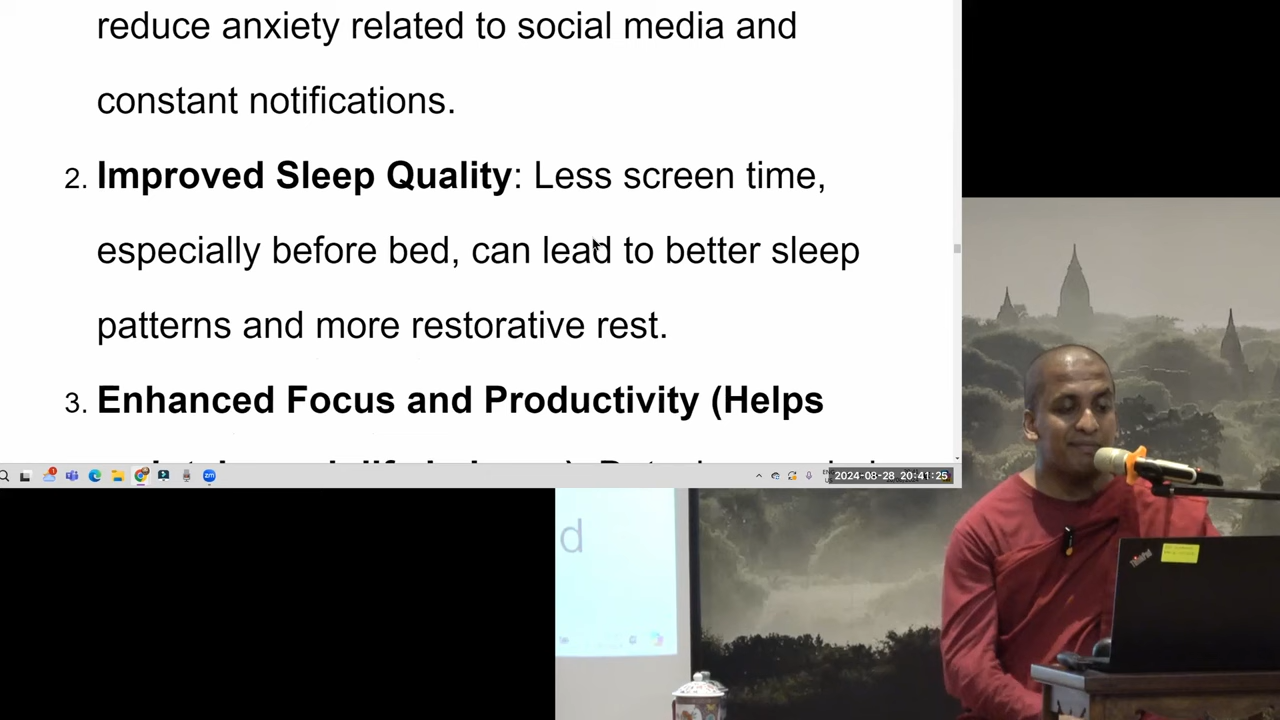 reduce anxiety related to social media and
constant notifications.
2. Improved Sleep Quality: Less screen time,
especially before bed, can lead to better sleep
patterns and more restorative rest.
3. Enhanced Focus and Productivity (Helps
2024-08-28 20:41:25
d
ThinkPad